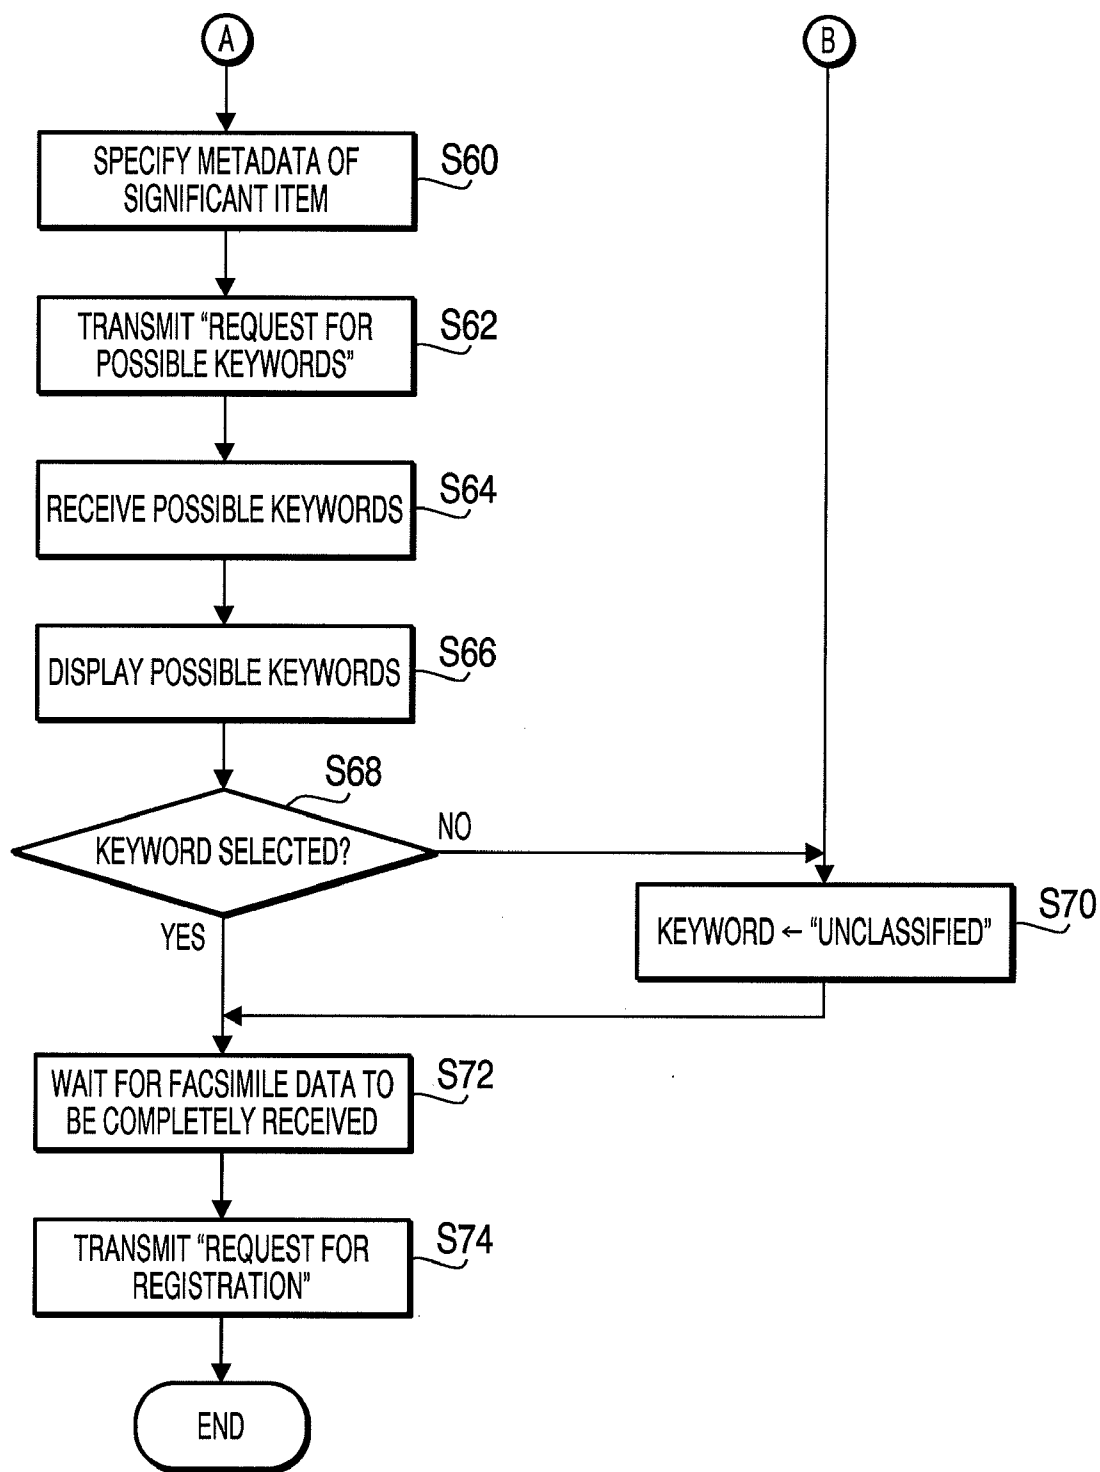 A
B
SPECIFY METADATA OF
SIGNIFICANT ITEM
S60
TRANSMIT “REQUEST FOR
POSSIBLE KEYWORDS”
S62
RECEIVE POSSIBLE KEYWORDS
S64
DISPLAY POSSIBLE KEYWORDS
S66
S68
KEYWORD SELECTED?
NO
YES
KEYWORD ← “UNCLASSIFIED”
S70
WAIT FOR FACSIMILE DATA TO
BE COMPLETELY RECEIVED
S72
TRANSMIT “REQUEST FOR
REGISTRATION”
S74
END